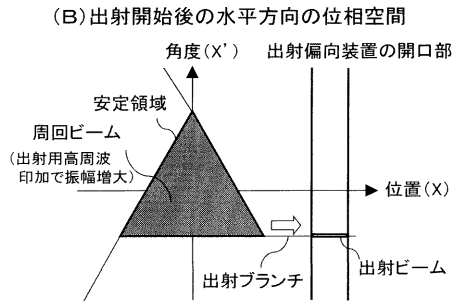 (B)出射開始後の水平方向の位相空間
角度(X’)
出射偏向装置の開口部
安定領域
周回ビーム
(出射用高周波
印加で振幅増大)
位置(X)
出射ブランチ
出射ビーム